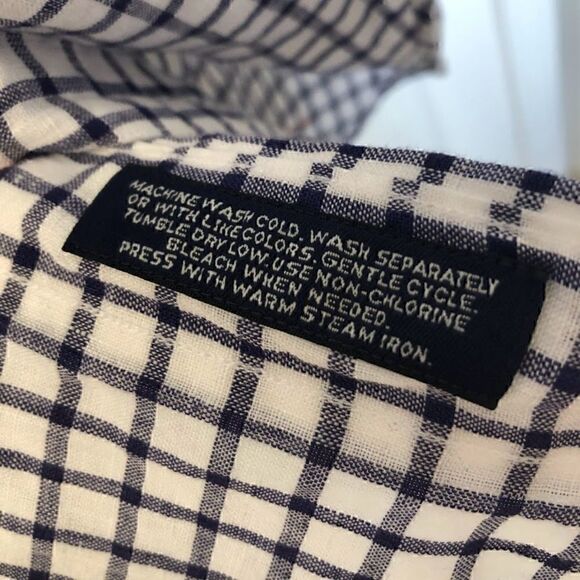 MACHINE WASH COLD. WASH SEPARATELY
OR WITH LIKE COLORS. GENTLE CYCLE.
TUMBLE DRY LOW. USE NON-CHLORINE
BLEACH WHEN NEEDED.
PRESS WITH WARM STEAM IRON.